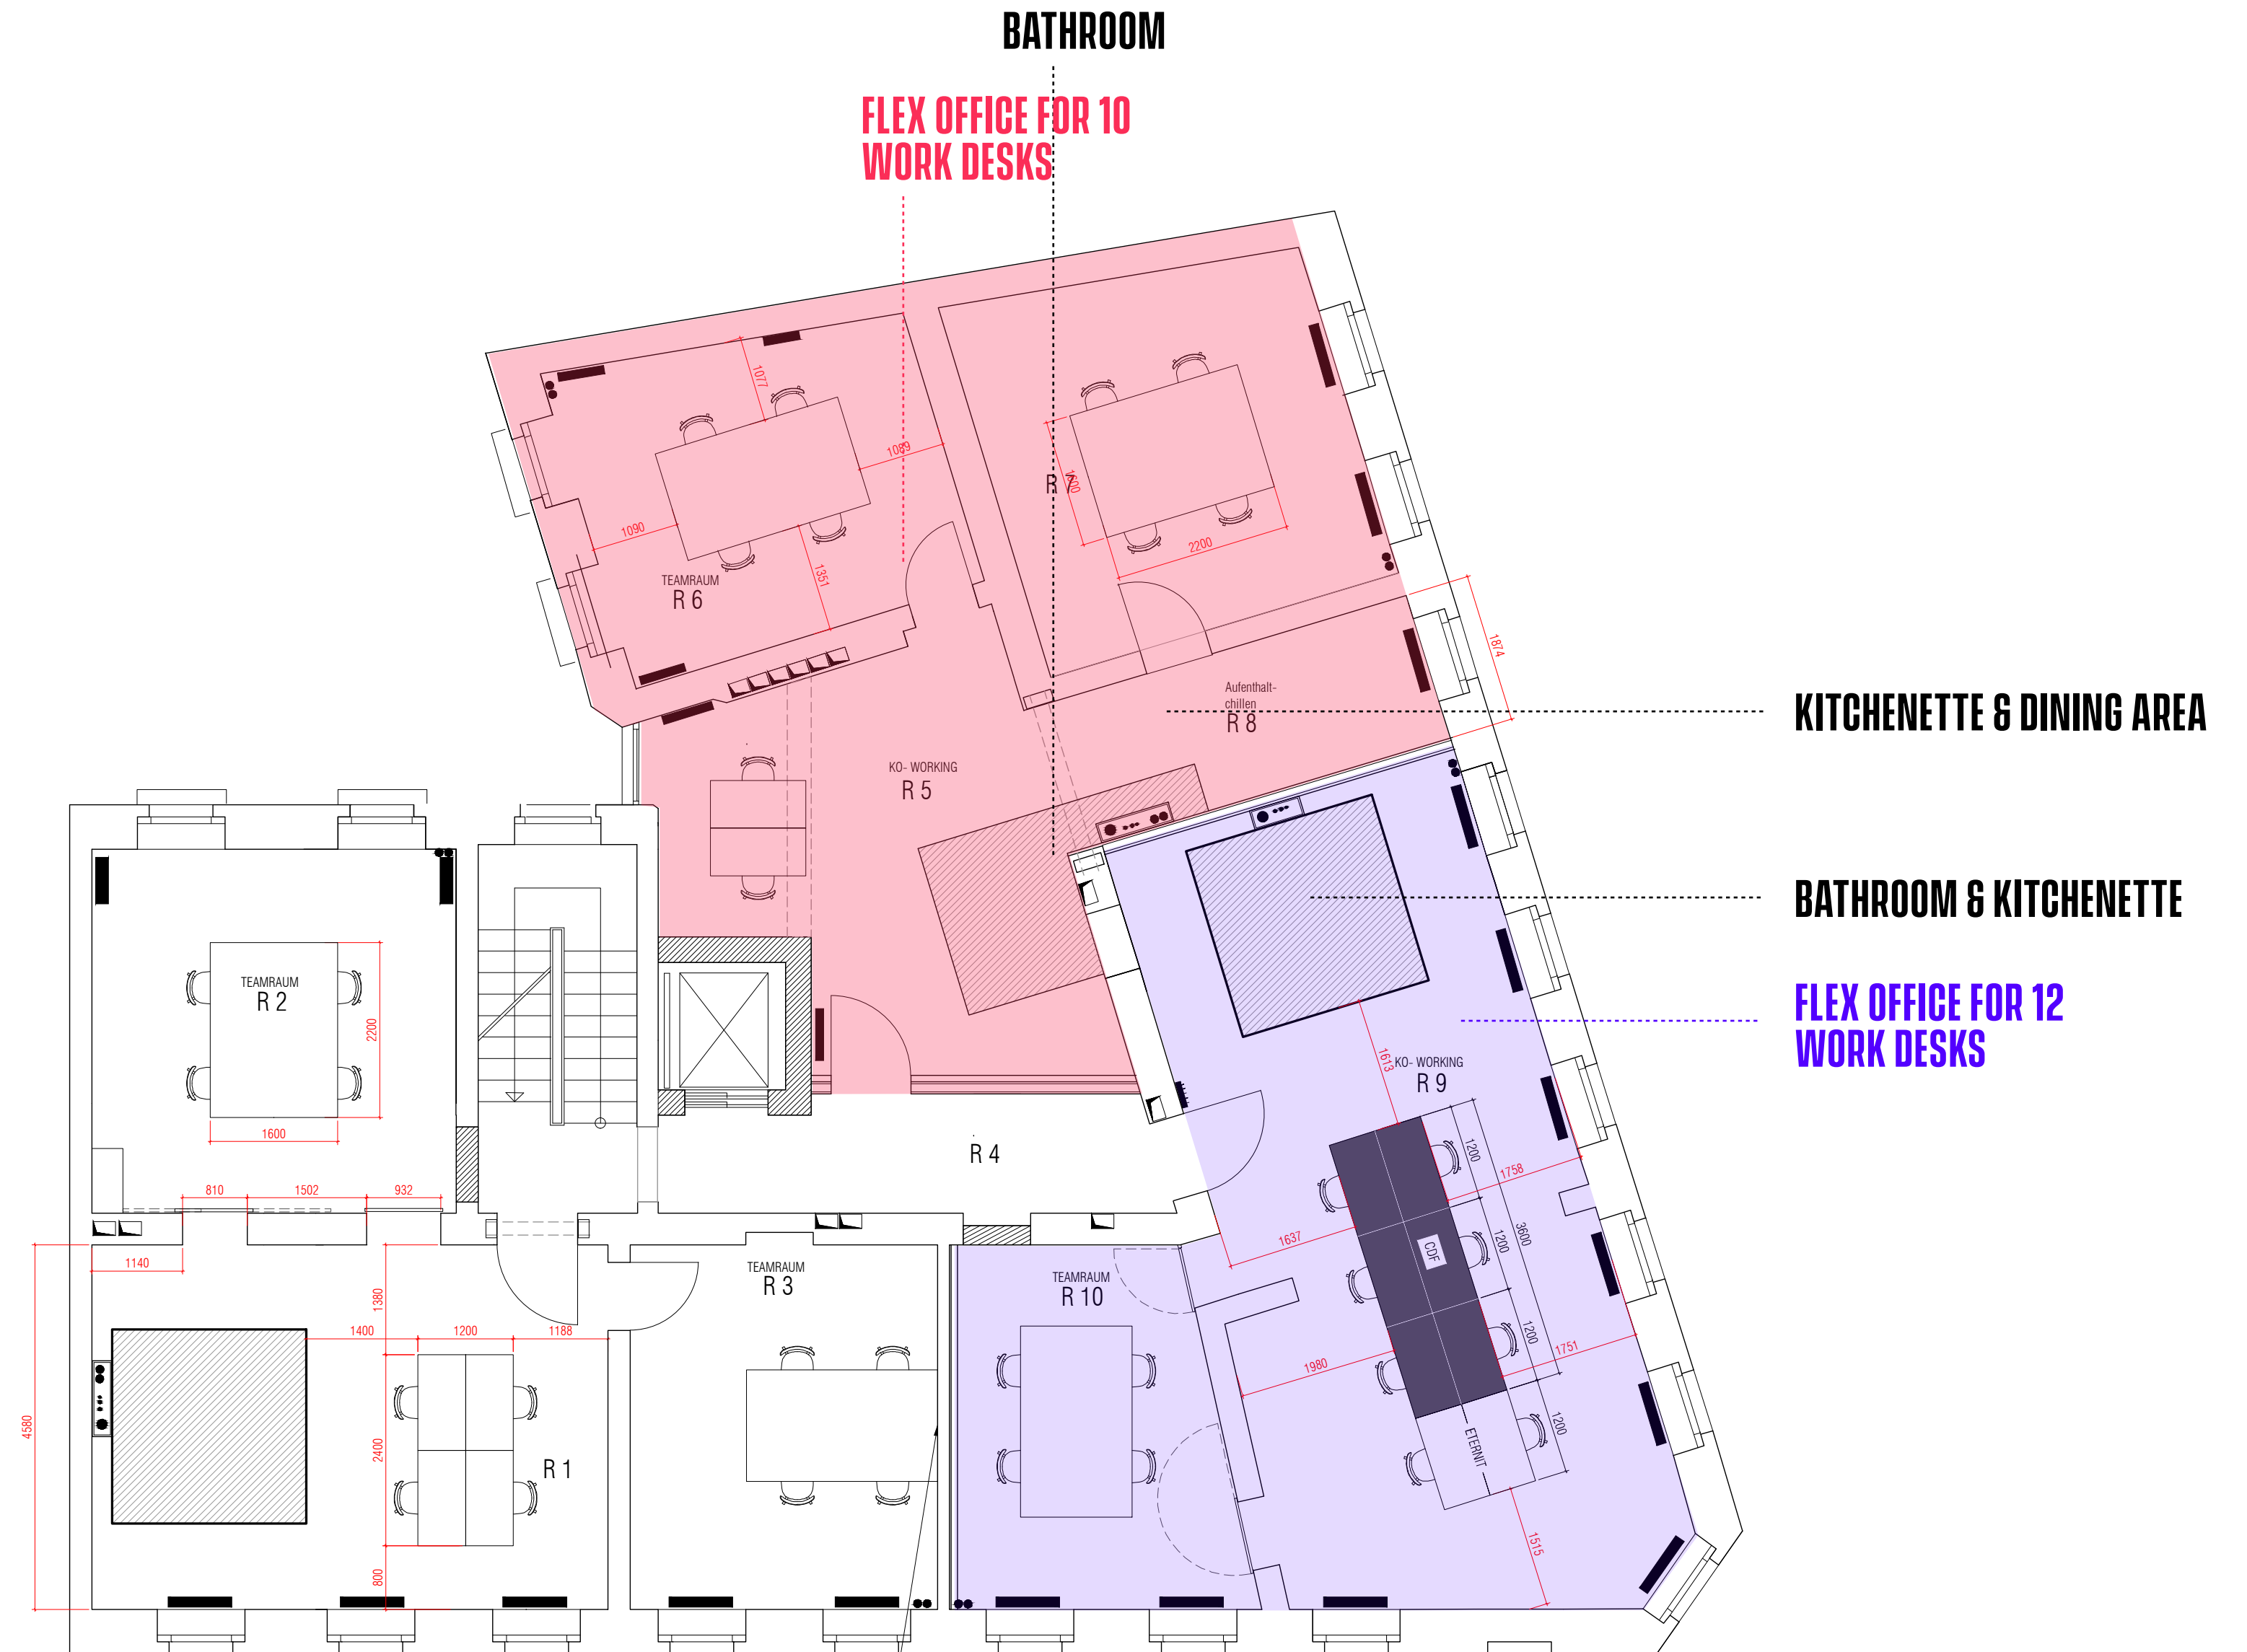 BATHROOM
FLEX OFFICE FOR 10
WORK DESKS
1077
1089
1090
1351
TEAMRAUM
R 6
R 7
1600
2200
1874
Aufenthalt-
chillen
R 8
KITCHENETTE & DINING AREA
KO- WORKING
R 5
BATHROOM & KITCHENETTE
FLEX OFFICE FOR 12
WORK DESKS
TEAMRAUM
R 2
2200
1600
810
1502
932
1140
R 4
1613
KO- WORKING
R 9
1200
1758
3600
1200
1637
CDF
1200
1751
1980
1200
ETERNIT
1515
TEAMRAUM
R 3
TEAMRAUM
R 10
1380
1400
1200
1188
4580
2400
R 1
800